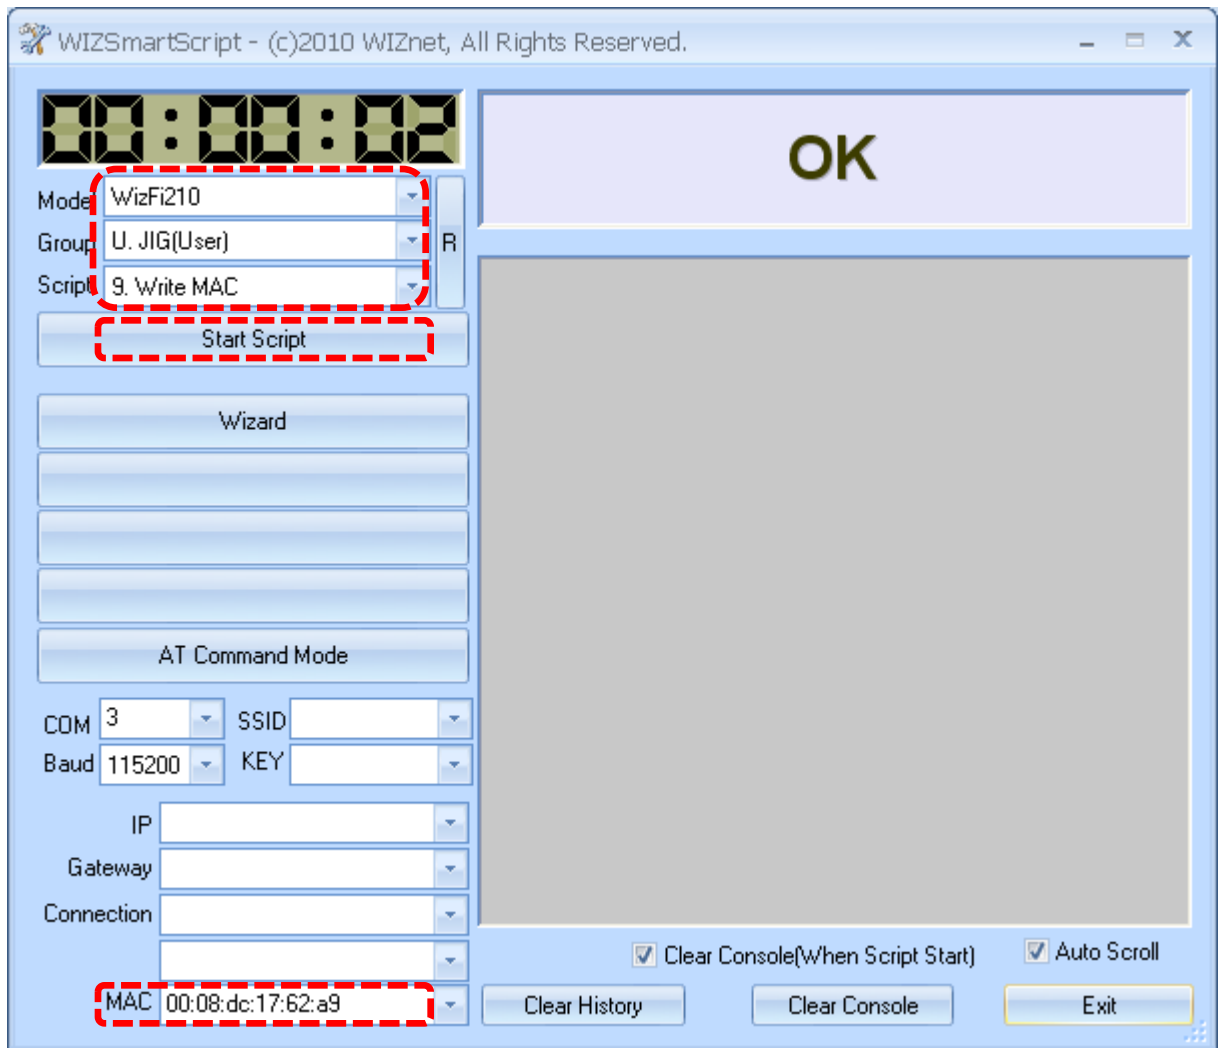 WIZSmartScript - (c)2010 WIZnet, All Rights Reserved.
00:00:02
OK
Model WizFi210
Group U. JIG(User)
R
Script 9. Write MAC
Start Script
Wizard
AT Command Mode
COM 3 SSID
Baud 115200 KEY
IP
Gateway
Connection
Clear Console(When Script Start) Auto Scroll
MAC 00:08:dc:17:62:a9
Clear History Clear Console Exit